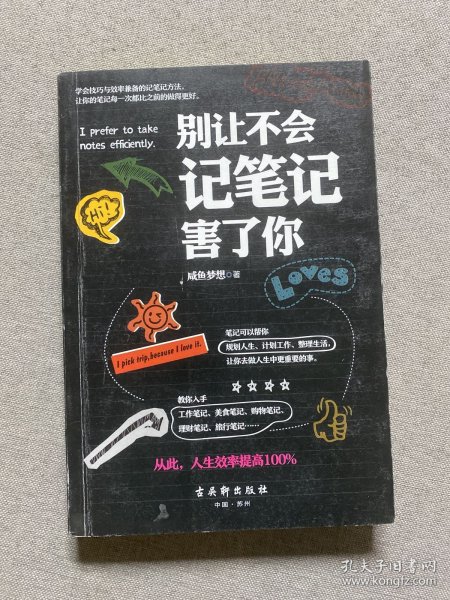 学会技巧与效率兼备的记笔记方法,
让你的笔记每一次都比之前的做得更好。
I prefer to take
notes efficiently.
别让不会
记笔记
害了你
咸鱼梦想◎著
Loves
笔记可以帮你
规划人生、计划工作、整理生活,
让你去做人生中更重要的事。
I pick trip,because I love it.
☆☆☆☆
教你入手
工作笔记、美食笔记、购物笔记、
理财笔记、旅行笔记……
从此,人生效率提高100%
古吴轩出版社
中国·苏州
孔夫子旧书网
www.kongfz.com